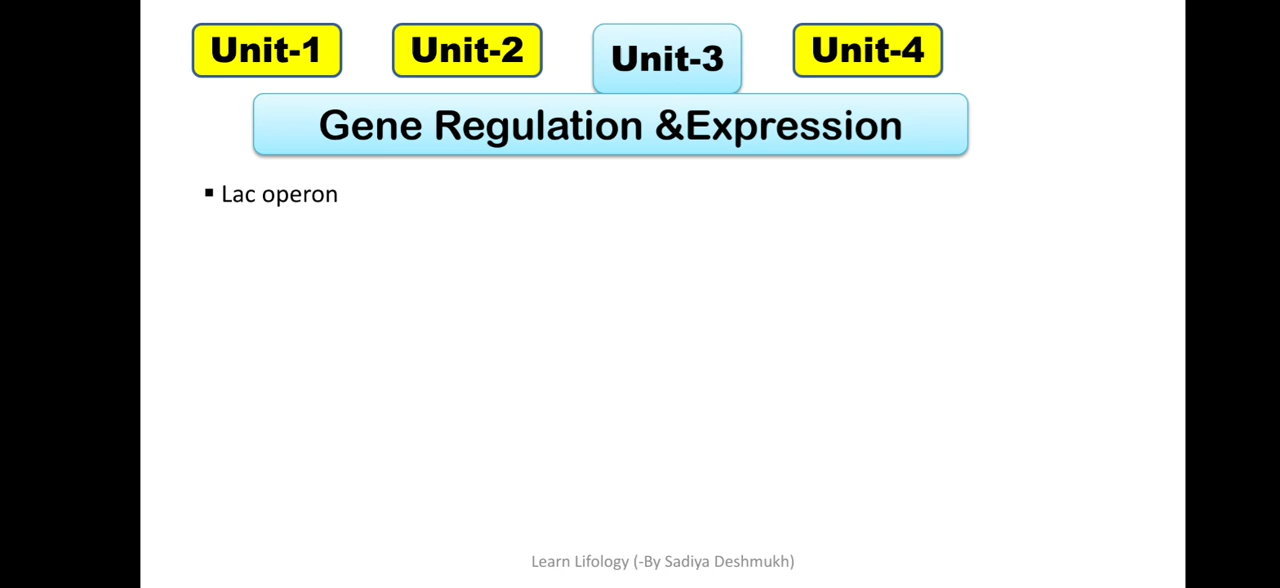 Unit-1 Unit-2 Unit-3 Unit-4
Gene Regulation &Expression
▪ Lac operon
Learn Lifology (-By Sadiya Deshmukh)